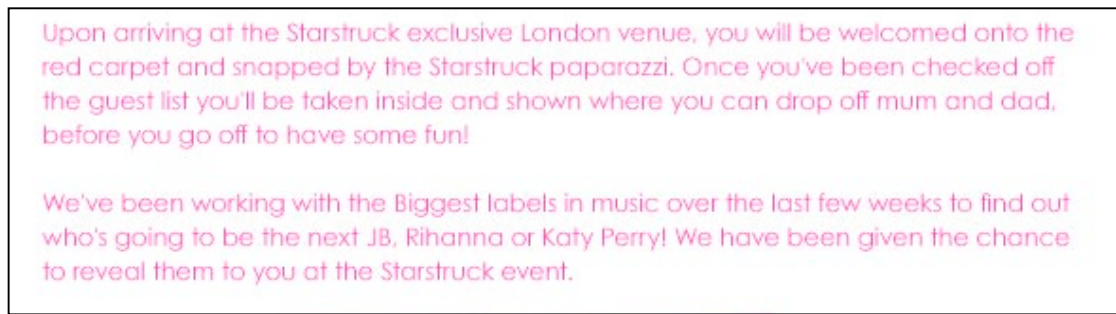 Upon arriving at the Starstruck exclusive London venue, you will be welcomed onto the
red carpet and snapped by the Starstruck paparazzi. Once you've been checked off
the guest list you'll be taken inside and shown where you can drop off mum and dad,
before you go off to have some fun!
We've been working with the Biggest labels in music over the last few weeks to find out
who's going to be the next JB, Rihanna or Katy Perry! We have been given the chance
to reveal them to you at the Starstruck event.